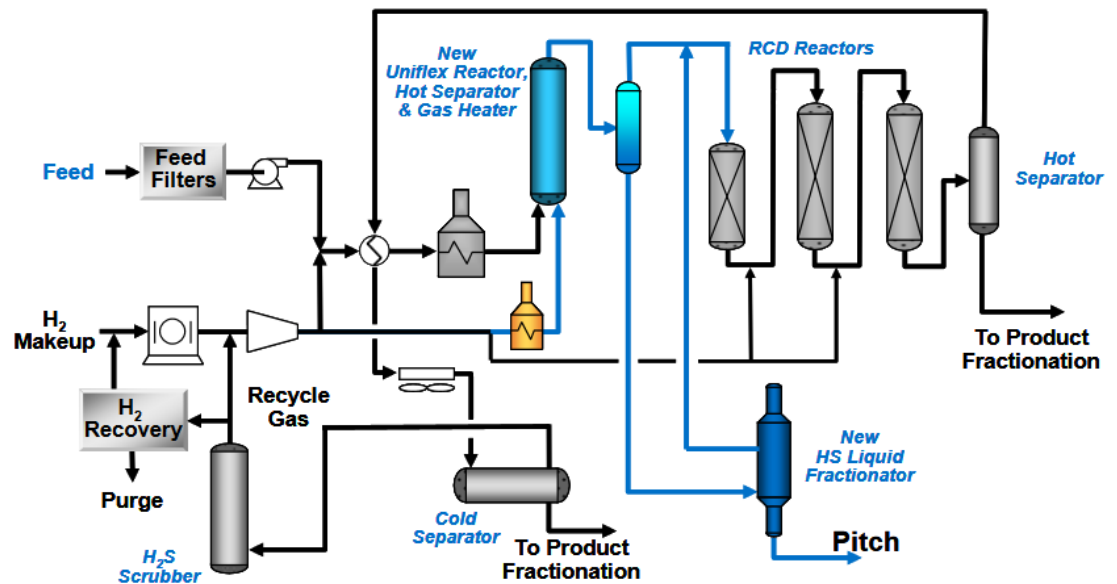 New
Uniflex Reactor,
Hot Separator
& Gas Heater
RCD Reactors
Feed
Feed
Filters
Hot
Separator
H₂
Makeup
To Product
Fractionation
Recycle
Gas
H₂
Recovery
New
HS Liquid
Fractionator
Purge
Cold
Separator
To Product
Fractionation
Pitch
H₂S
Scrubber